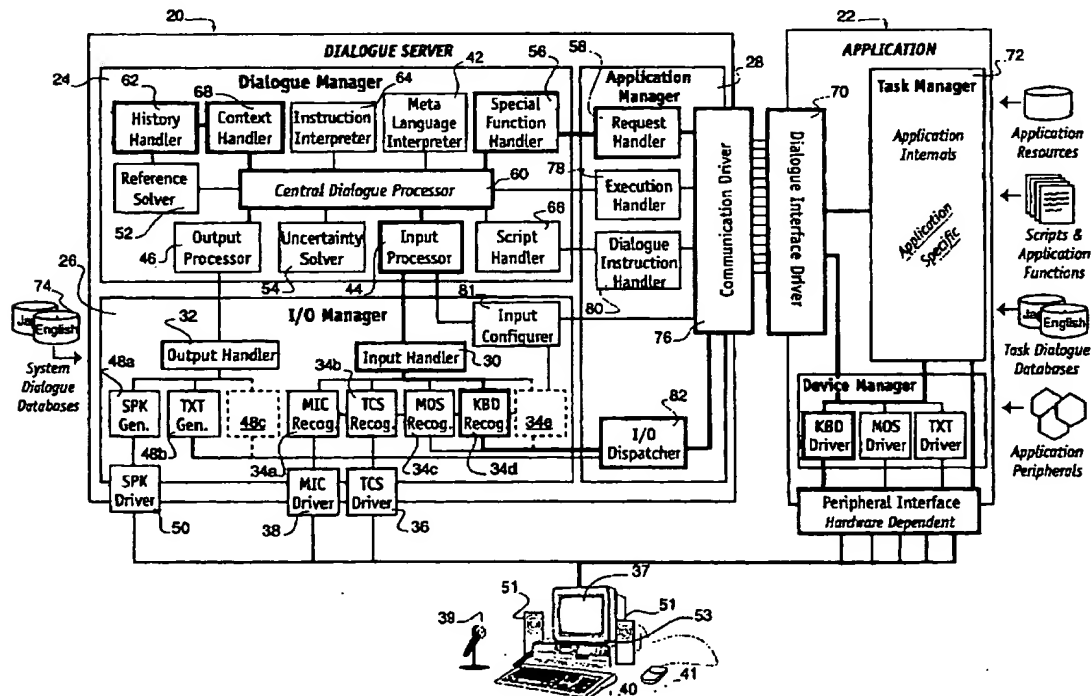 20
22
DIALOGUE SERVER
APPLICATION
24
62
68
Dialogue Manager
64
42
56
58
Application Manager
28
70
Task Manager
72
History Handler
Context Handler
Instruction Interpreter
Meta Language Interpreter
Special Function Handler
Request Handler
Communication Driver
Dialogue Interface Driver
Application Internals
Application Specific
Application Resources
Reference Solver
Central Dialogue Processor
60
78
Execution Handler
52
Output Processor
46
Uncertainty Solver
54
Input Processor
44
66
Script Handler
Dialogue Instruction Handler
80
Scripts & Application Functions
26
74
English
System Dialogue Databases
I/O Manager
81
Input Configurer
76
32
Output Handler
34b
Input Handler
30
English
Task Dialogue Databases
48a
SPK Gen.
TXT Gen.
48c
48b
MIC Recog.
TCS Recog.
MOS Recog.
KBD Recog.
34e
34a
34c
34d
82
I/O Dispatcher
Device Manager
KBD Driver
MOS Driver
TXT Driver
Application Peripherals
SPK Driver
50
MIC Driver
38
TCS Driver
36
Peripheral Interface
Hardware Dependent
37
51
51
39
53
40
41